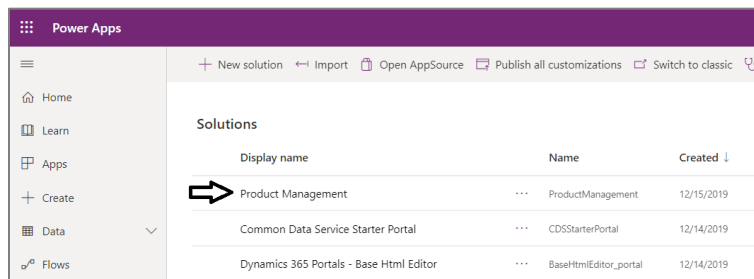 Power Apps
New solution Import Open AppSource Publish all customizations Switch to classic
Home
Learn
Apps
Create
Data
Flows
Solutions
Display name Name Created ↓
Product Management ... ProductManagement 12/15/2019
Common Data Service Starter Portal ... CDSStarterPortal 12/14/2019
Dynamics 365 Portals - Base Html Editor ... BaseHtmlEditor_portal 12/14/2019